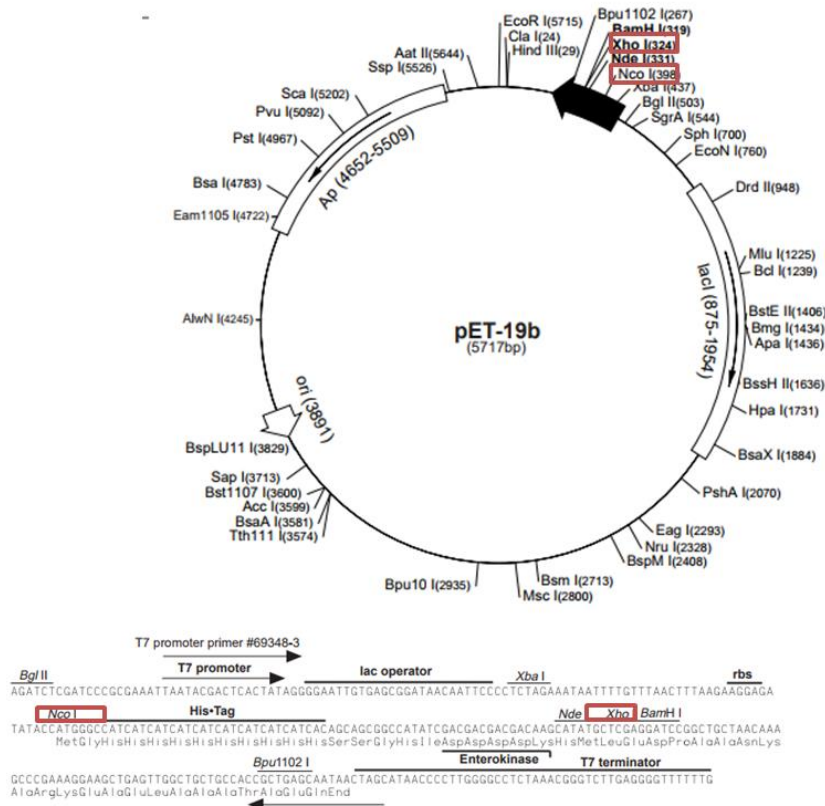 EcoR I(5715)
Cla I(24)
Hind III(29)
Bpu1102 I(267)
BamH I(319)
Xho I(324)
Nde I(331)
Nco I(398)
Xba I(437)
Bgl II(503)
SgrA I(544)
Sph I(700)
EcoN I(760)
Drd II(948)
Mlu I(1225)
Bcl I(1239)
BstE II(1406)
Bmg I(1434)
Apa I(1436)
BssH II(1636)
Hpa I(1731)
BsaX I(1884)
PshA I(2070)
Eag I(2293)
Nru I(2328)
BspM I(2408)
Bsm I(2713)
Msc I(2800)
Bpu10 I(2935)
Tth111 I(3574)
BsaA I(3581)
Acc I(3599)
Bst1107 I(3600)
Sap I(3713)
BspLU11 I(3829)
AlwN I(4245)
Eam1105 I(4722)
Bsa I(4783)
Pst I(4967)
Pvu I(5092)
Sca I(5202)
Ssp I(5526)
Aat II(5644)
Ap (4652-5509)
lacI (875-1954)
ori (3891)
pET-19b
(5717bp)
T7 promoter primer #69348-3
Bgl II T7 promoter lac operator Xba I rbs
AGATCTCGATCCCGCGAAATTAATACGACTCACTATAGGGGAATTGTGAGCGGATAACAATTCCCCTCTAGAAATAATTTTGTTTAACTTTAAGAAGGAGA
Nco I His•Tag Nde Xho BamH I
TATACCATGGGCCATCATCATCATCATCATCATCATCATCACAGCAGCGGCCATATCGACGACGACGACAAGCATATGCTCGAGGATCCGGCTGCTAACAAA
MetGlyHisHisHisHisHisHisHisHisHisHisSerSerGlyHisIleAspAspAspAspLysHisMetLeuGluAspProAlaAlaAsnLys
Bpu1102 I Enterokinase T7 terminator
GCCCGAAAGGAAGCTGAGTTGGCTGCTGCCACCGCTGAGCAATAACTAGCATAACCCCTTGGGGCCTCTAAACGGGTCTTGAGGGGTTTTTTG
AlaArgLysGluAlaGluLeuAlaAlaAlaThrAlaGluGlnEnd